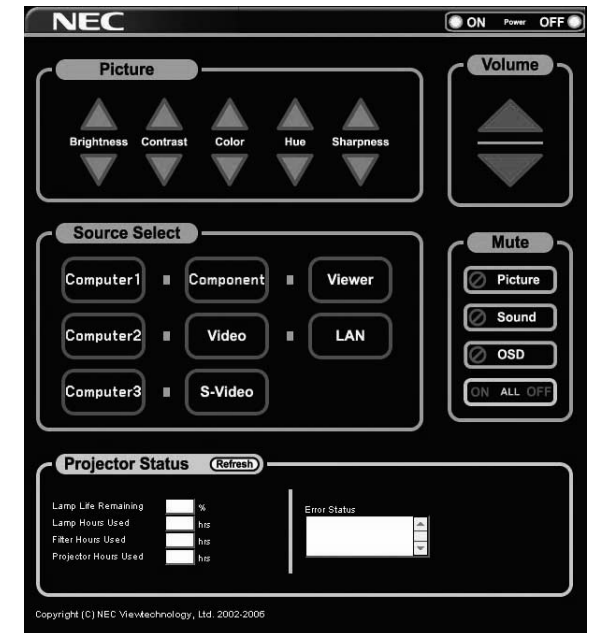 NEC
ON Power OFF
Picture
Volume
Brightness Contrast Color Hue Sharpness
Source Select
Mute
Computer1 Component Viewer
Picture
Computer2 Video LAN
Sound
OSD
Computer3 S-Video
ON ALL OFF
Projector Status Refresh
Lamp Life Remaining %
Error Status
Lamp Hours Used hrs
Filter Hours Used hrs
Projector Hours Used hrs
Copyright (C) NEC Viewtechnology, Ltd. 2002-2006